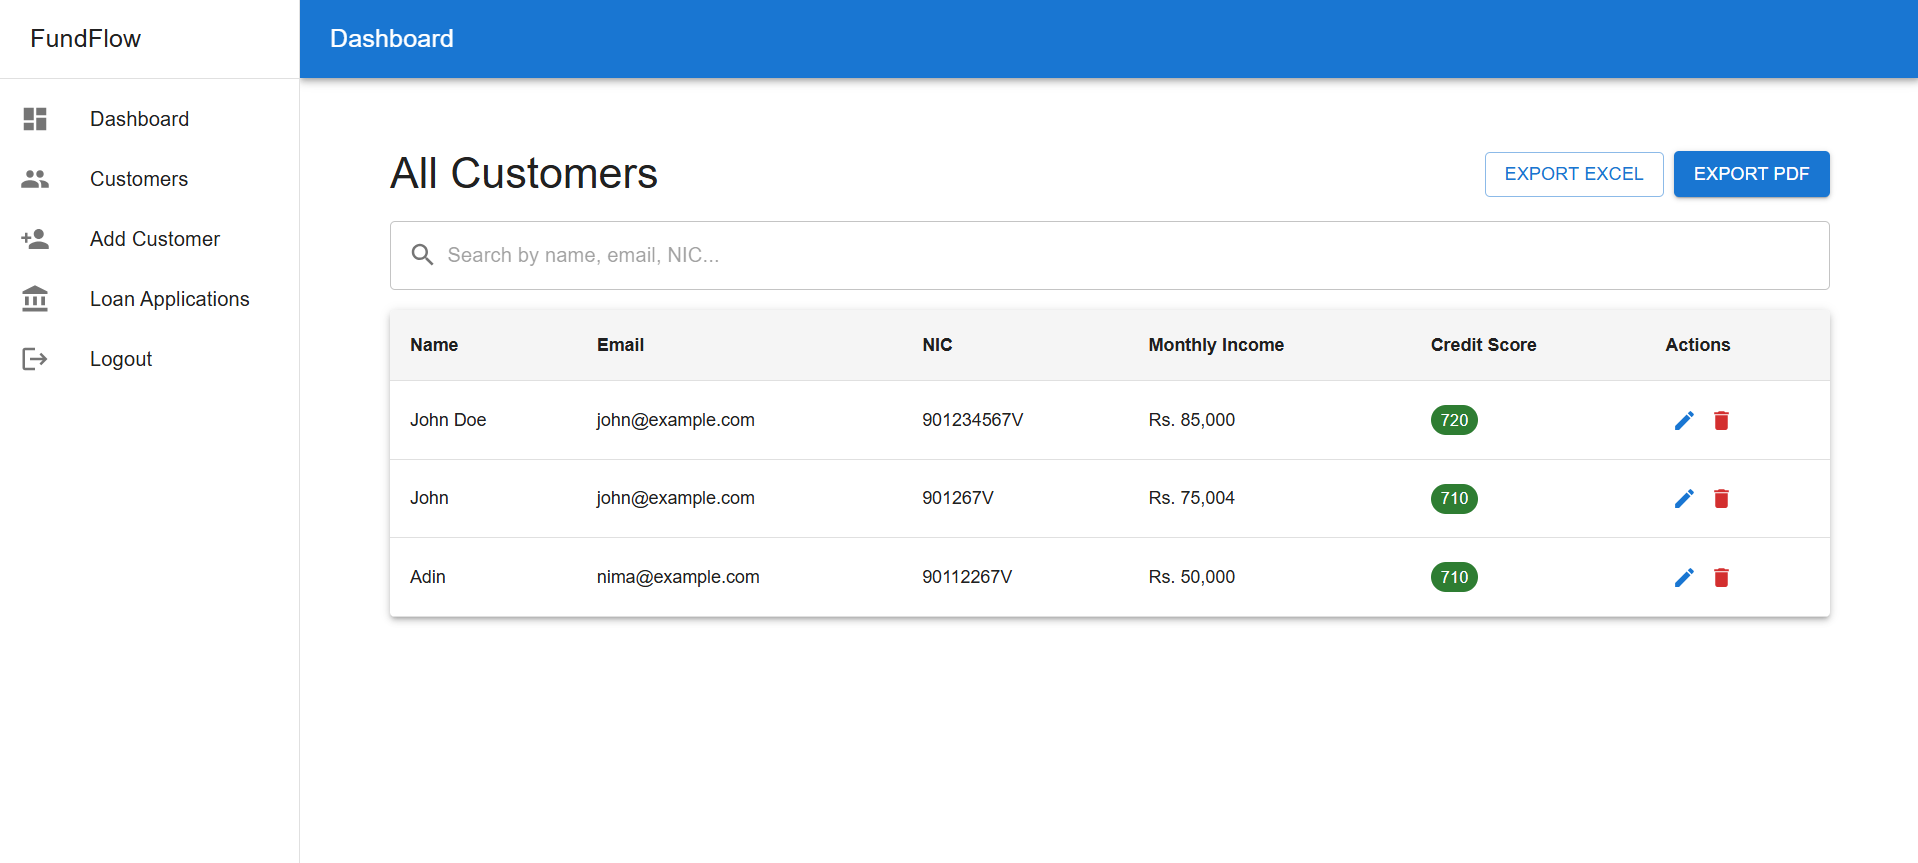 FundFlow
Dashboard
Dashboard
Customers
Add Customer
Loan Applications
Logout
All Customers
EXPORT EXCEL
EXPORT PDF
Search by name, email, NIC...
Name Email NIC Monthly Income Credit Score Actions
John Doe john@example.com 901234567V Rs. 85,000 720
John john@example.com 901267V Rs. 75,004 710
Adin nima@example.com 90112267V Rs. 50,000 710